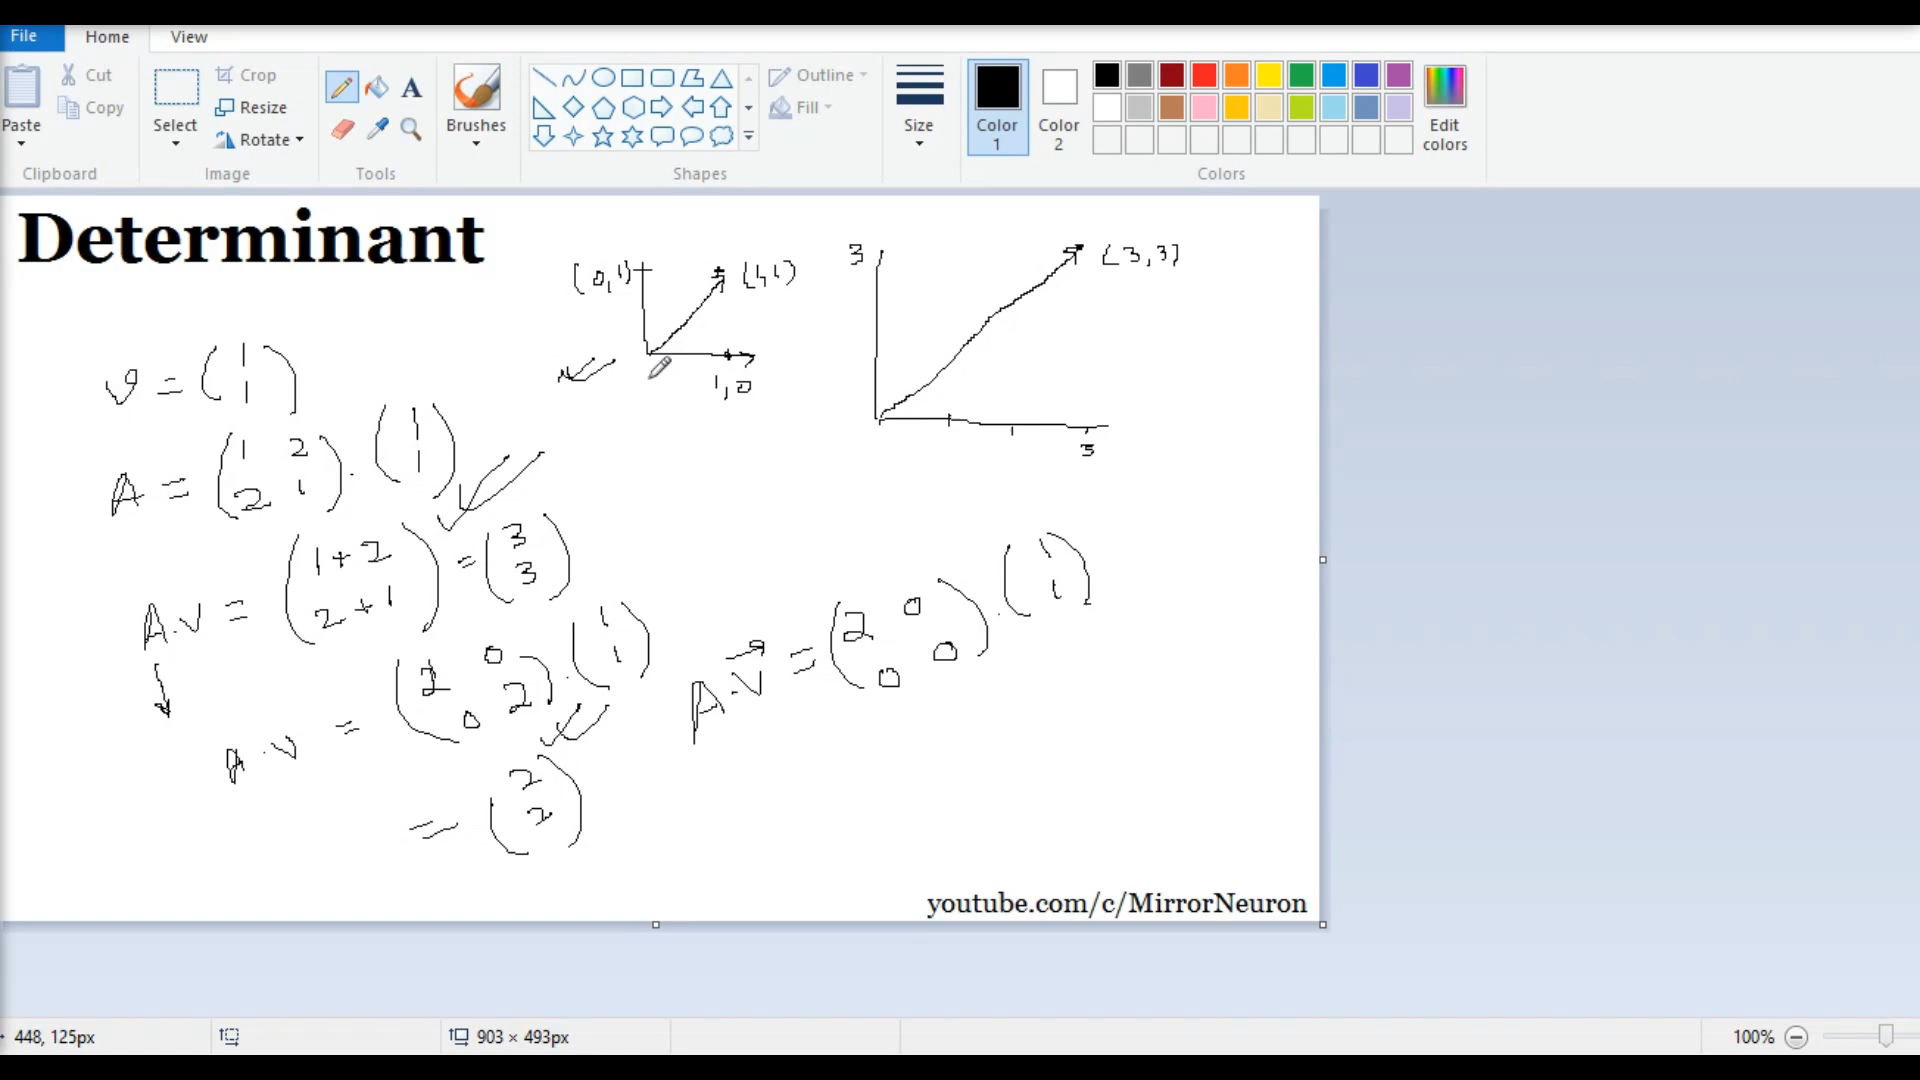 File Home View
Paste Cut Copy Clipboard
Select Crop Resize Rotate Image
A Tools
Brushes
Outline Fill Shapes
Size
Color 1 Color 2 Edit colors Colors
Determinant
(0,1) (1,1)
1,0
3 (3,3)
3
v = (1 1)
A = (1 2 2 1) . (1 1)
A.v = (1+2 2+1) = (3 3)
A.v = (2 0 0 2) . (1 1)
= (2 2)
A.v = (2 0 0 0) . (1 1)
youtube.com/c/MirrorNeuron
448, 125px 903 × 493px 100%